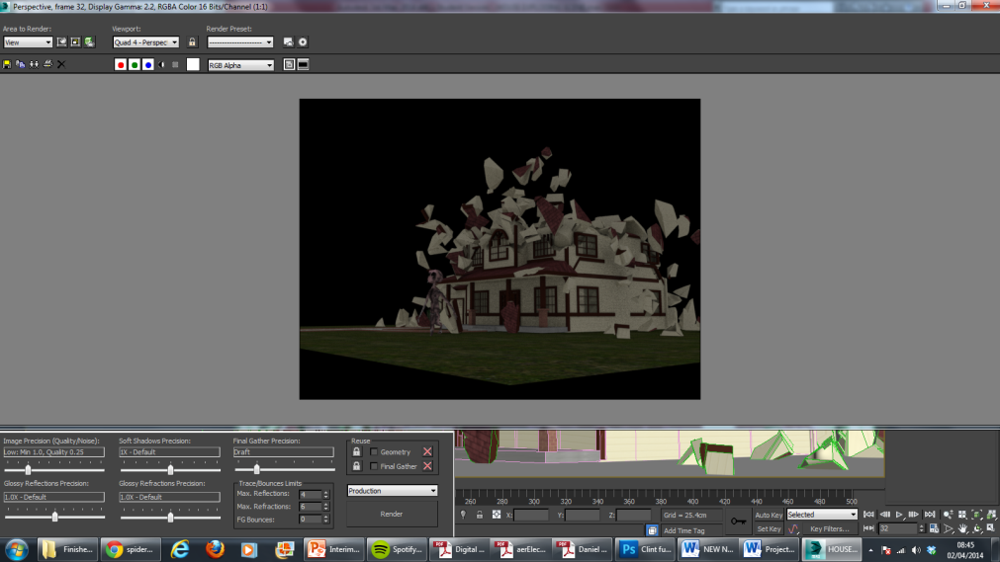 Perspective, frame 32, Display Gamma: 2.2, RGBA Color 16 Bits/Channel (1:1)
Area to Render: Viewport: Render Preset:
View Quad 4 - Perspec --------------------
RGB Alpha
Image Precision (Quality/Noise): Soft Shadows Precision: Final Gather Precision: Reuse
Low: Min 1.0, Quality 0.25 1X - Default Draft Geometry
Final Gather
Glossy Reflections Precision: Glossy Refractions Precision: Trace/Bounces Limits
1.0X - Default 1.0X - Default Max. Reflections: 4 Production
Max. Refractions: 6
FG Bounces: 0 Render
260 280 300 320 340 360 380 400 420 440 460 480 500
X: Y: Z: Grid = 25.4cm Auto Key Selected
Add Time Tag Set Key Key Filters... 32
Finishe... spider... Interim... Spotify... Digital ... aerElec... Daniel ... Clint fu... NEW N... Project... HOUSE... 08:45
02/04/2014